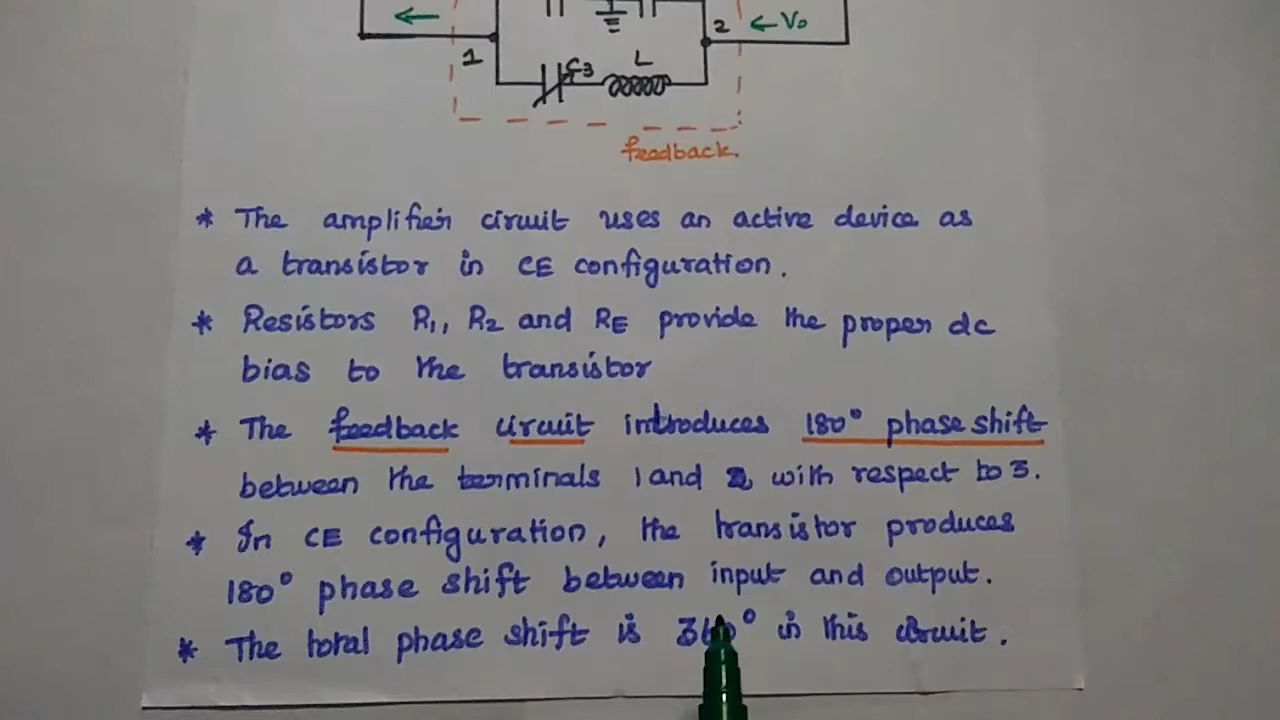 2 ← Vo
1
C3 L
feedback.
* The amplifier circuit uses an active device as
a transistor in CE configuration.
* Resistors R1, R2 and RE provide the proper dc
bias to the transistor
* The feedback circuit introduces 180° phase shift
between the terminals 1 and 2, with respect to 3.
* In CE configuration, the transistor produces
180° phase shift between input and output.
* The total phase shift is 360° in this circuit.